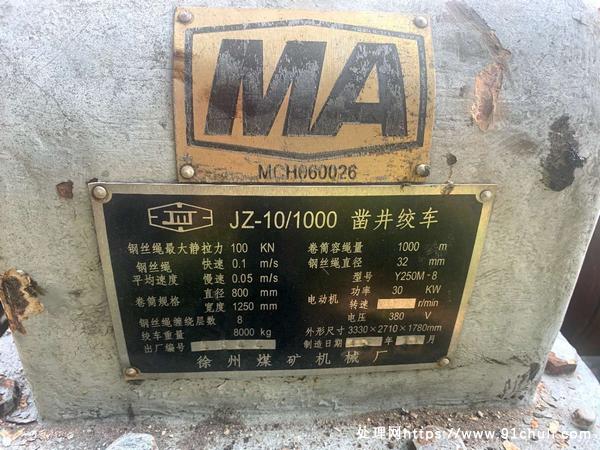 MA
MCH060026
JZ-10/1000 凿井绞车
钢丝绳最大静拉力 100 KN 卷筒容绳量 1000 m
钢丝绳平均速度 快速 0.1 m/s 钢丝绳直径 32 mm
慢速 0.05 m/s 电动机 型号 Y250M-8
卷筒规格 直径 800 mm 功率 30 KW
宽度 1250 mm 转速 r/min
钢丝绳缠绕层数 8 电压 380 V
绞车重量 8000 kg 外形尺寸 3330×2710×1780mm
出厂编号 制造日期 年 月
徐州煤矿机械厂
处理网https://www.91chuli.com